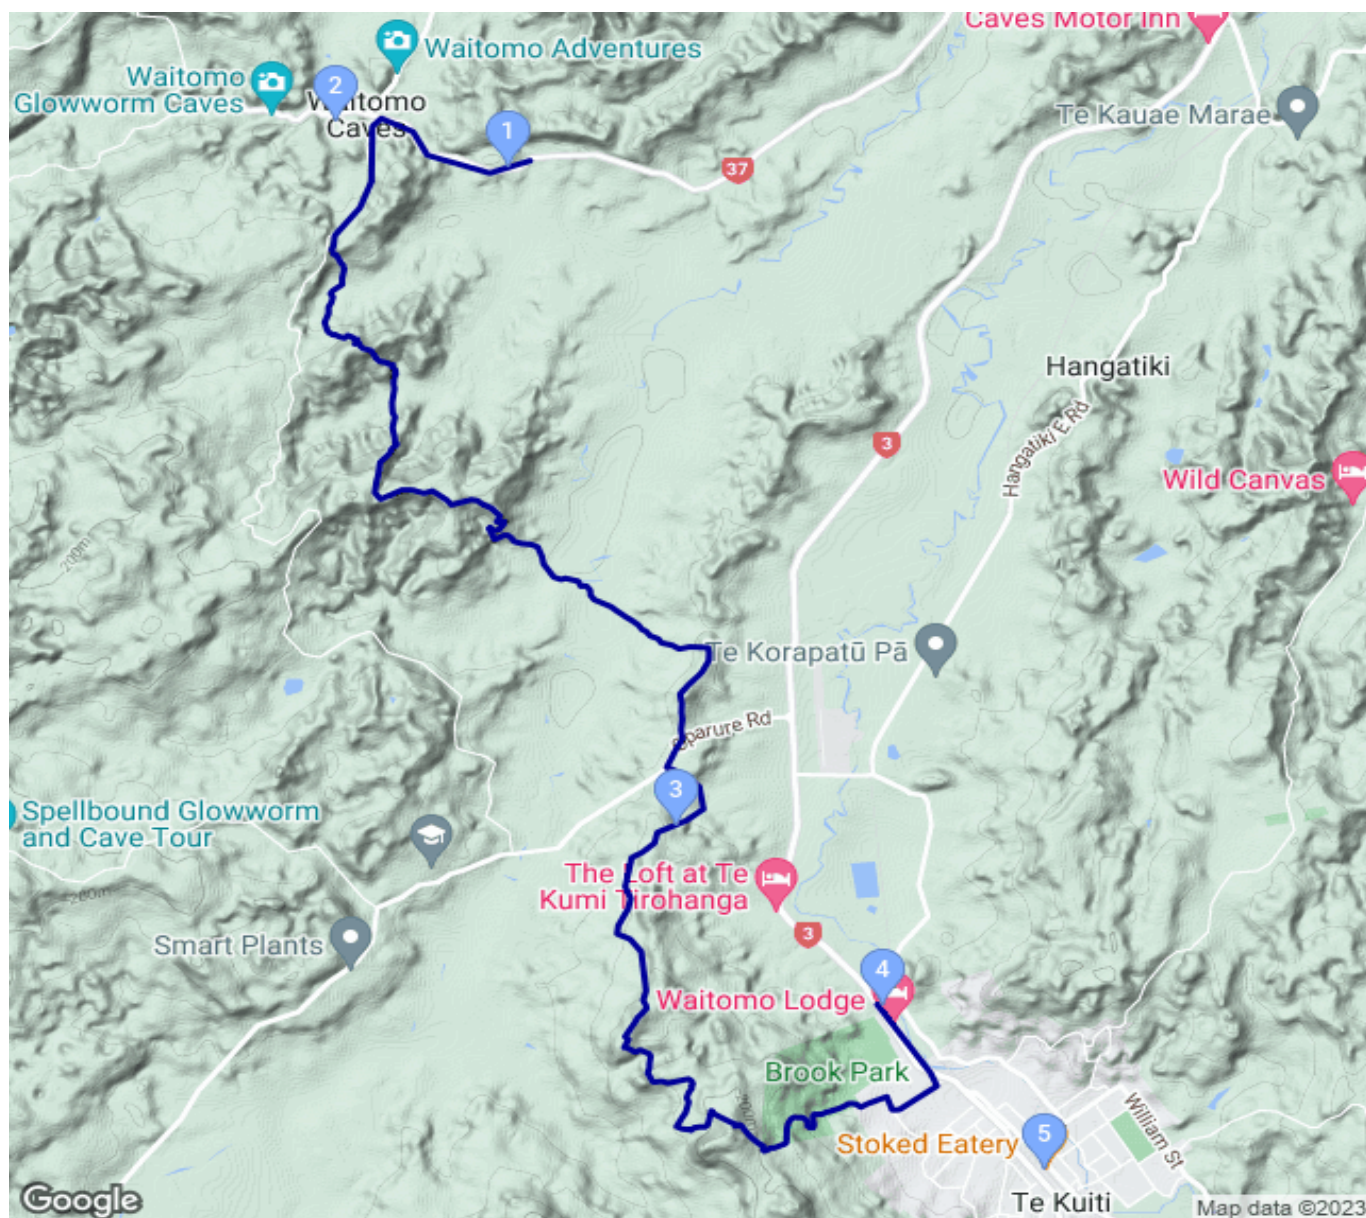 Caves Motor Inn
Waitomo Adventures
Waitomo
Glowworm Caves
2
Waitomo
Caves
1
Te Kauae Marae
37
Hangatiki
3
Hangatiki E Rd
Wild Canvas
200m
Te Korapatū Pā
Oparure Rd
3
Spellbound Glowworm
and Cave Tour
The Loft at Te
Kumi Tirohanga
200m
Smart Plants
3
4
Waitomo Lodge
Brook Park
200m
William St
Stoked Eatery
5
Te Kuiti
Google
Map data ©2023